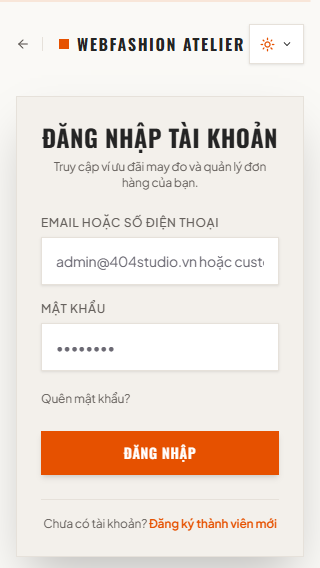 WEBFASHION ATELIER
ĐĂNG NHẬP TÀI KHOẢN
Truy cập ví ưu đãi may đo và quản lý đơn
hàng của bạn.
EMAIL HOẶC SỐ ĐIỆN THOẠI
admin@404studio.vn hoặc cust
MẬT KHẨU
••••••••
Quên mật khẩu?
ĐĂNG NHẬP
Chưa có tài khoản? Đăng ký thành viên mới